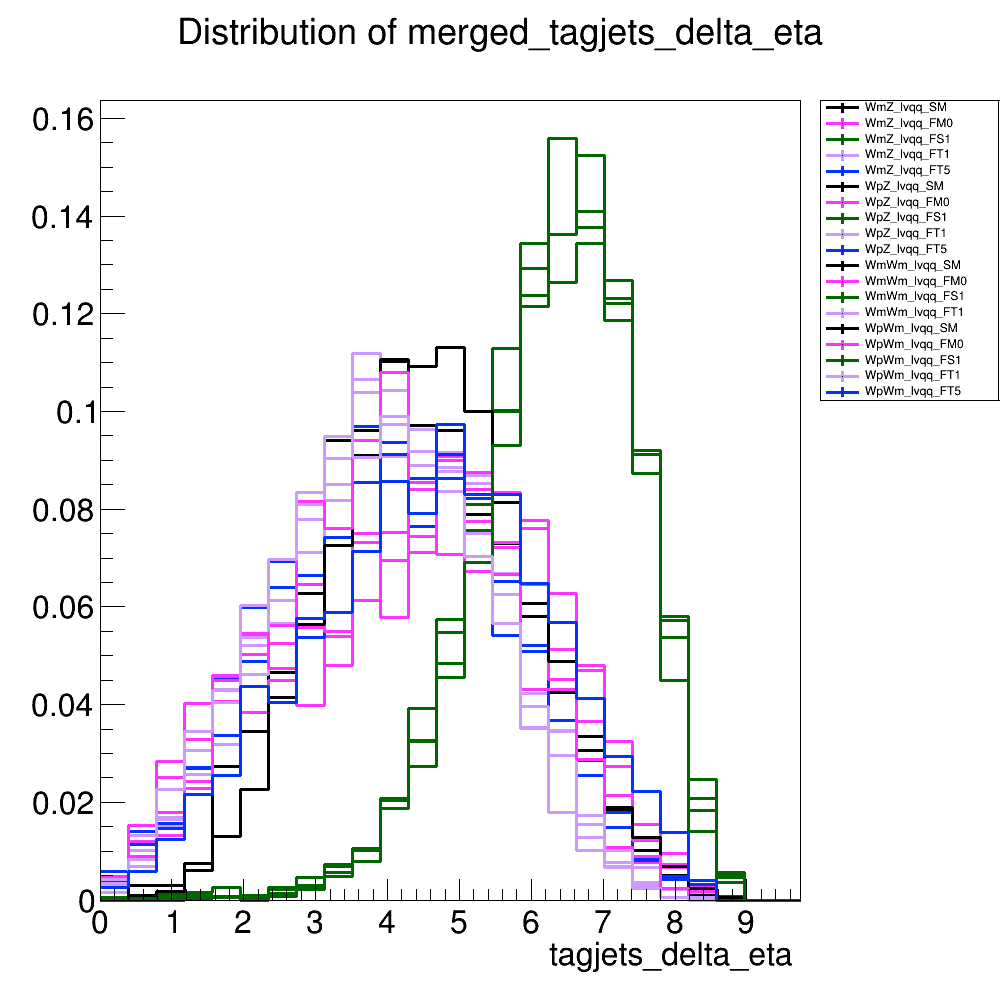 Distribution of merged_tagjets_delta_eta
0.16
0.14
0.12
0.1
0.08
0.06
0.04
0.02
0
0 1 2 3 4 5 6 7 8 9
tagjets_delta_eta
WmZ_lvqq_SM
WmZ_lvqq_FM0
WmZ_lvqq_FS1
WmZ_lvqq_FT1
WmZ_lvqq_FT5
WpZ_lvqq_SM
WpZ_lvqq_FM0
WpZ_lvqq_FS1
WpZ_lvqq_FT1
WpZ_lvqq_FT5
WmWm_lvqq_SM
WmWm_lvqq_FM0
WmWm_lvqq_FS1
WmWm_lvqq_FT1
WpWm_lvqq_SM
WpWm_lvqq_FM0
WpWm_lvqq_FS1
WpWm_lvqq_FT1
WpWm_lvqq_FT5